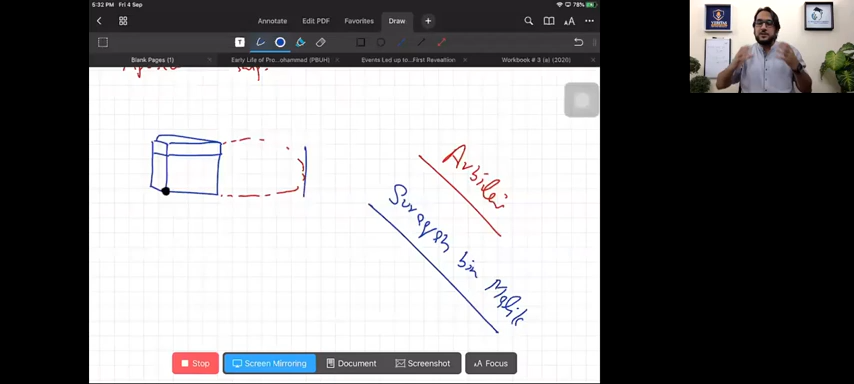 5:32 PM Fri 4 Sep
78%
Annotate
Edit PDF
Favorites
Draw
Blank Pages (1)
Early Life of Pro...ohammed (PBUH)
Events Led up to...First Reveation
Workbook # 3 (a) (2020)
Arbiter
Suraqah bin Malik
Stop
Screen Mirroring
Document
Screenshot
Focus